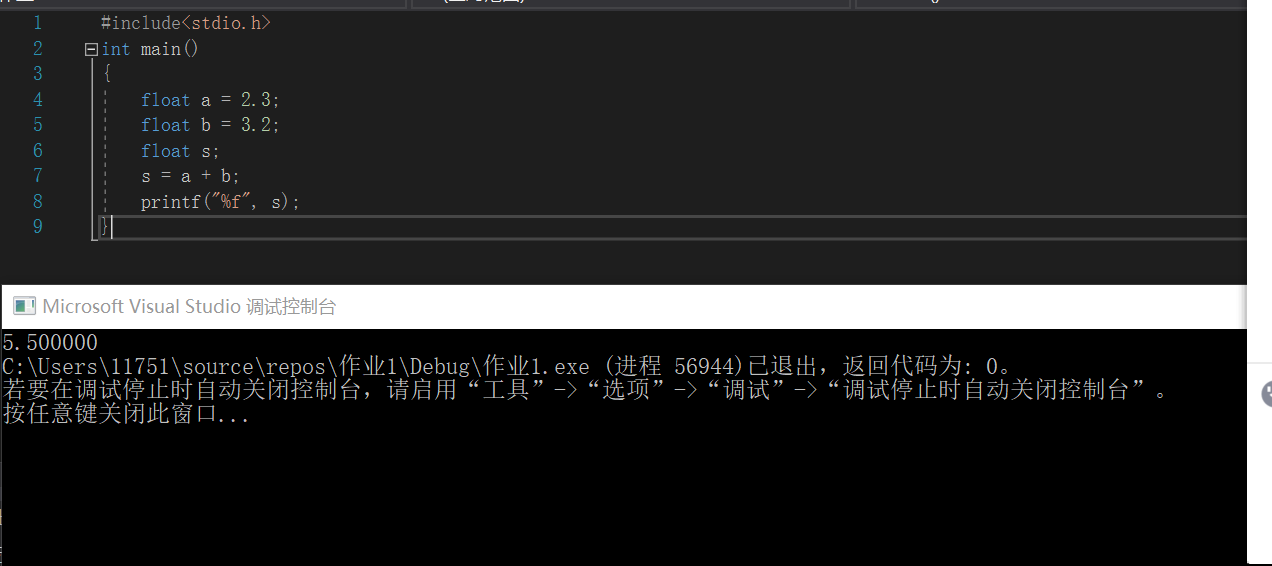 1 #include<stdio.h>
2 int main()
3 {
4 float a = 2.3;
5 float b = 3.2;
6 float s;
7 s = a + b;
8 printf("%f", s);
9 }
Microsoft Visual Studio 调试控制台
5.500000
C:\Users\11751\source\repos\作业1\Debug\作业1.exe (进程 56944)已退出，返回代码为: 0。
若要在调试停止时自动关闭控制台，请启用“工具”->“选项”->“调试”->“调试停止时自动关闭控制台”。
按任意键关闭此窗口...